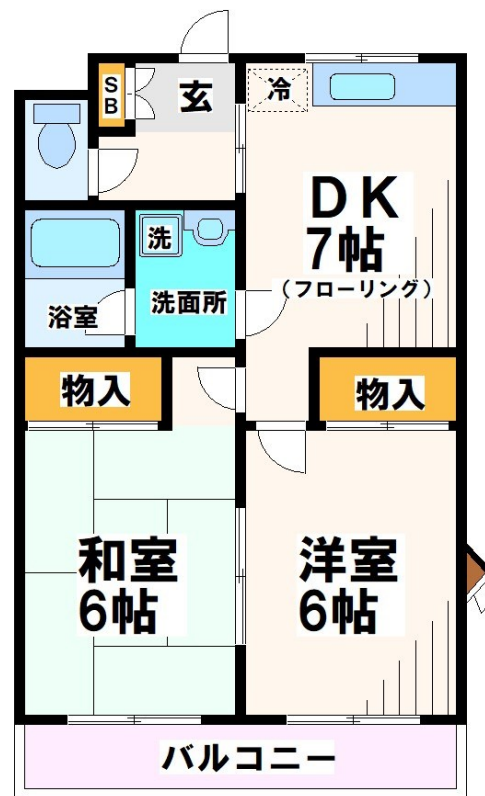 SB
玄
冷
DK
7帖
(フローリング)
洗
洗面所
浴室
物入
物入
和室
6帖
洋室
6帖
バルコニー